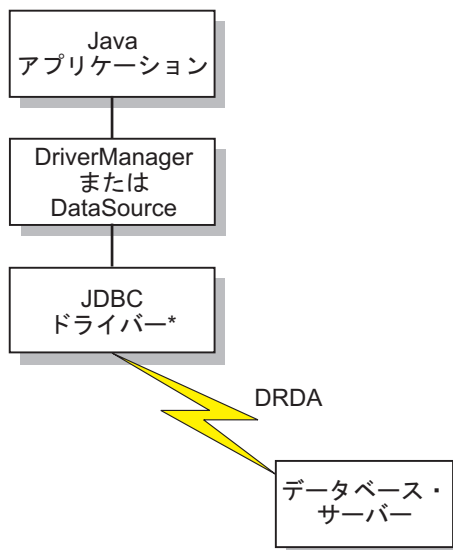 Java
アプリケーション
DriverManager
または
DataSource
JDBC
ドライバー*
DRDA
データベース・
サーバー